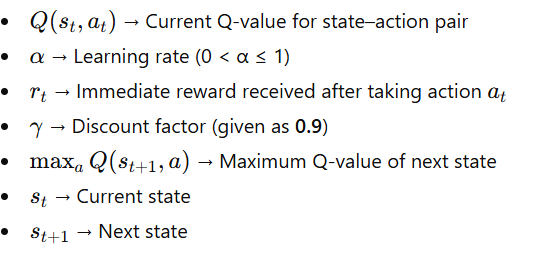 • Q(s_t, a_t) → Current Q-value for state–action pair
• α → Learning rate (0 < α ≤ 1)
• r_t → Immediate reward received after taking action a_t
• γ → Discount factor (given as 0.9)
• max_a Q(s_{t+1}, a) → Maximum Q-value of next state
• s_t → Current state
• s_{t+1} → Next state